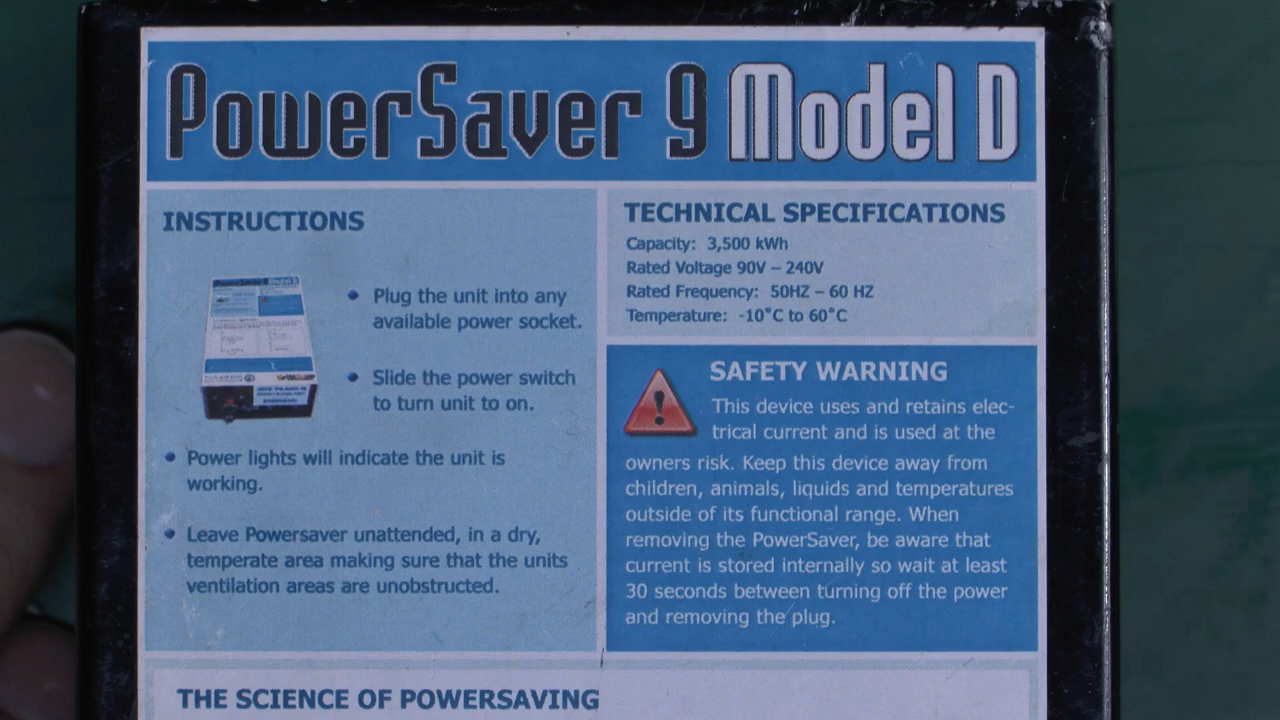 PowerSaver 9 Model D
INSTRUCTIONS
Plug the unit into any
available power socket.
Slide the power switch
to turn unit to on.
Power lights will indicate the unit is
working.
Leave Powersaver unattended, in a dry,
temperate area making sure that the units
ventilation areas are unobstructed.
TECHNICAL SPECIFICATIONS
Capacity: 3,500 kWh
Rated Voltage 90V – 240V
Rated Frequency: 50HZ – 60 HZ
Temperature: -10°C to 60°C
SAFETY WARNING
This device uses and retains elec-
trical current and is used at the
owners risk. Keep this device away from
children, animals, liquids and temperatures
outside of its functional range. When
removing the PowerSaver, be aware that
current is stored internally so wait at least
30 seconds between turning off the power
and removing the plug.
THE SCIENCE OF POWERSAVING